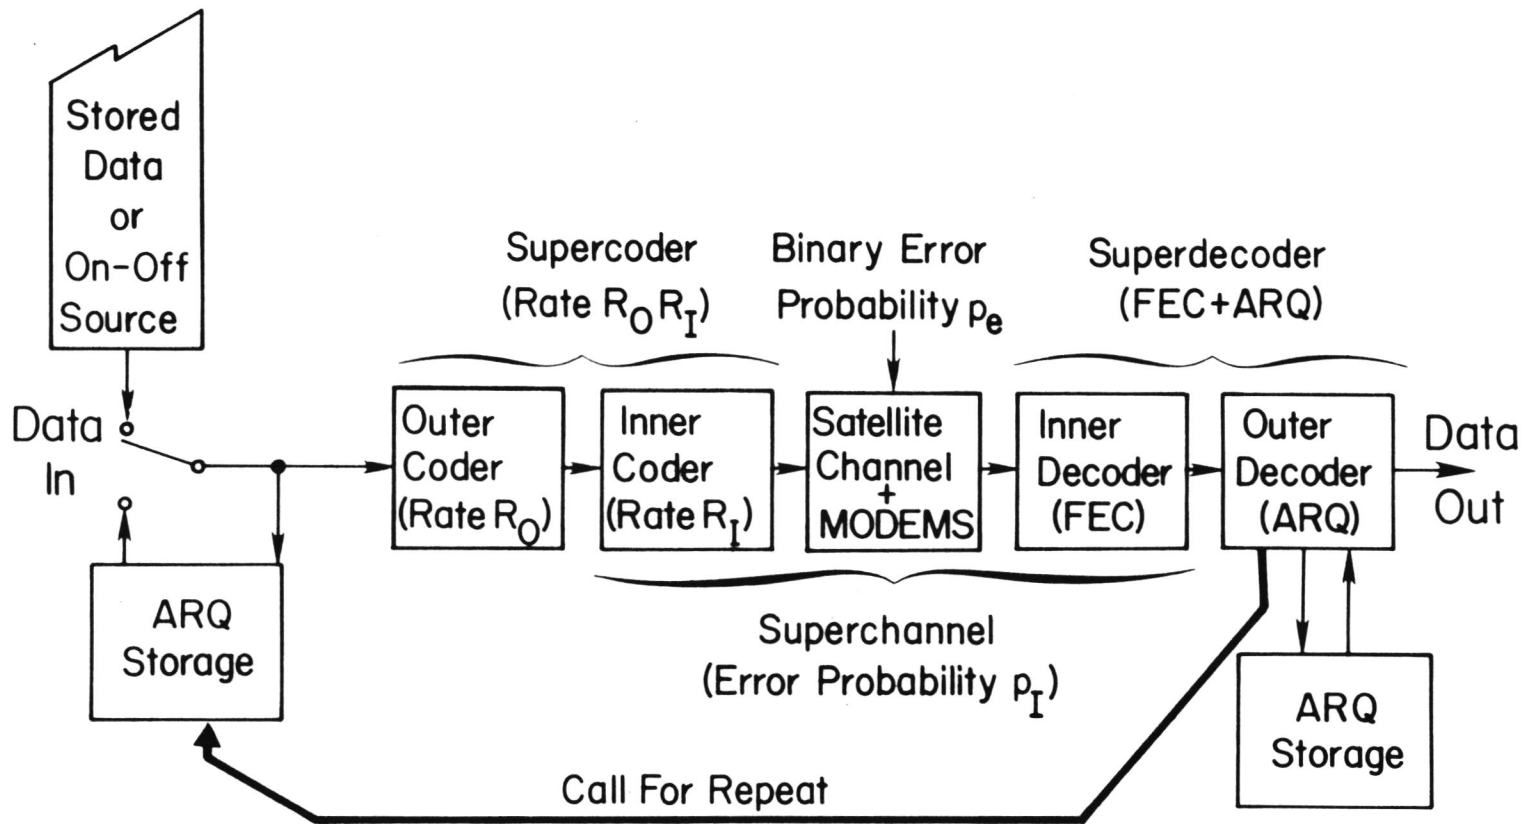 Stored
Data
or
On-Off
Source
Data
In
Supercoder
(Rate R_O R_I)
Binary Error
Probability p_e
Superdecoder
(FEC+ARQ)
Outer
Coder
(Rate R_O)
Inner
Coder
(Rate R_I)
Satellite
Channel
+
MODEMS
Inner
Decoder
(FEC)
Outer
Decoder
(ARQ)
Data
Out
ARQ
Storage
Superchannel
(Error Probability p_I)
ARQ
Storage
Call For Repeat